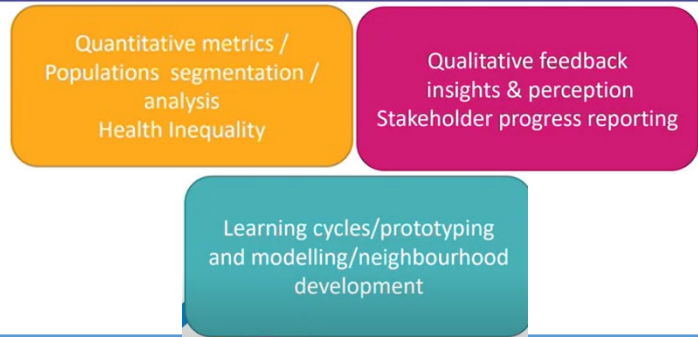 Quantitative metrics /
Populations segmentation /
analysis
Health Inequality
Qualitative feedback
insights & perception
Stakeholder progress reporting
Learning cycles/prototyping
and modelling/neighbourhood
development